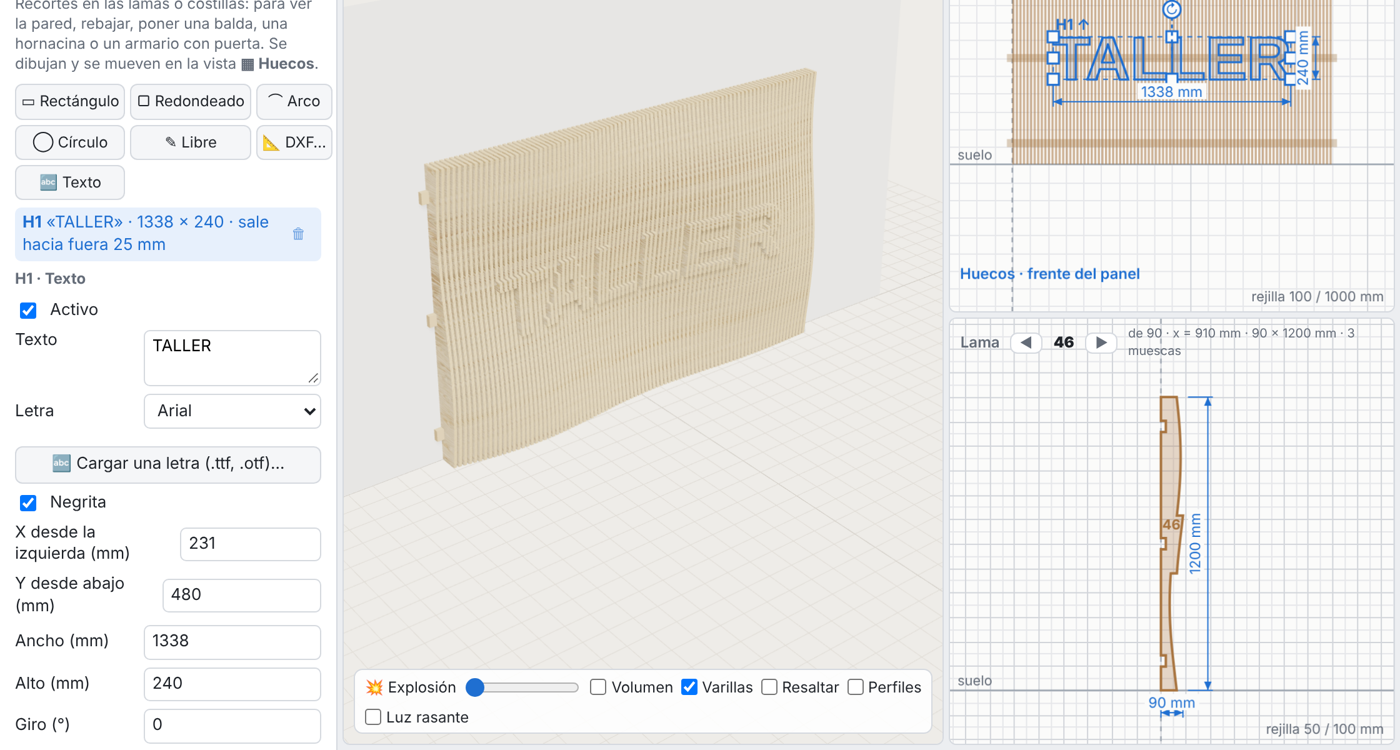 Recortes en las lamas o costillas: para ver
la pared, rebajar, poner una balda, una
hornacina o un armario con puerta. Se
dibujan y se mueven en la vista ▦ Huecos.
▭ Rectángulo
▢ Redondeado
⌒ Arco
◯ Círculo
✎ Libre
📐 DXF...
🔤 Texto
H1 «TALLER» · 1338 × 240 · sale
hacia fuera 25 mm
H1 · Texto
Activo
Texto
TALLER
Letra
Arial
🔤 Cargar una letra (.ttf, .otf)...
Negrita
X desde la
izquierda (mm)
231
Y desde abajo
(mm)
480
Ancho (mm)
1338
Alto (mm)
240
Giro (°)
0
TALLER
💥 Explosión
Volumen
Varillas
Resaltar
Perfiles
Luz rasante
H1 ↑
TALLER
240 mm
1338 mm
suelo
Huecos · frente del panel
rejilla 100 / 1000 mm
Lama ◀ 46 ▶
de 90 · x = 910 mm · 90 × 1200 mm · 3
muescas
46
1200 mm
suelo
90 mm
rejilla 50 / 100 mm